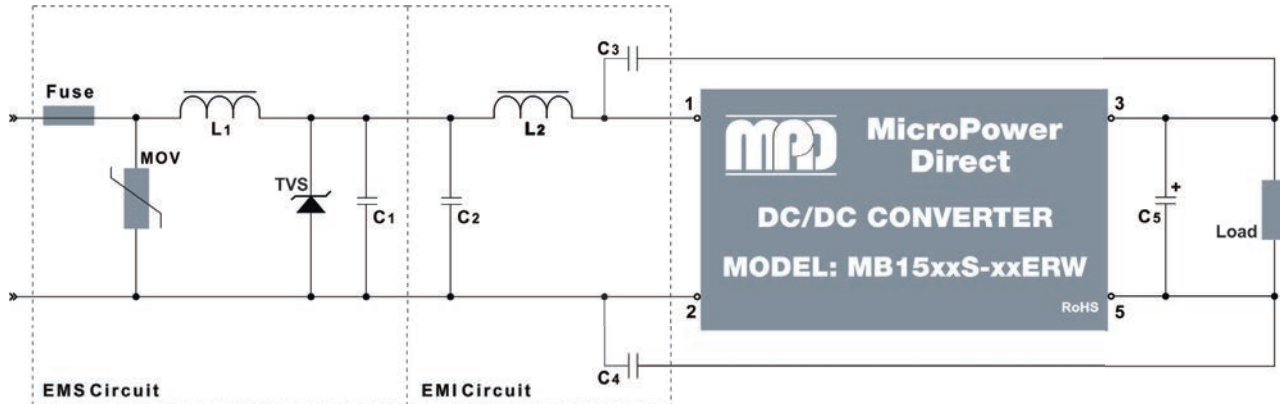 C3
Fuse
L1
L2
1
3
MOV
TVS
C1
C2
MPD
MicroPower
Direct
DC/DC CONVERTER
MODEL: MB15xxS-xxERW
RoHS
+
C5
Load
2
5
C4
EMS Circuit
EMI Circuit